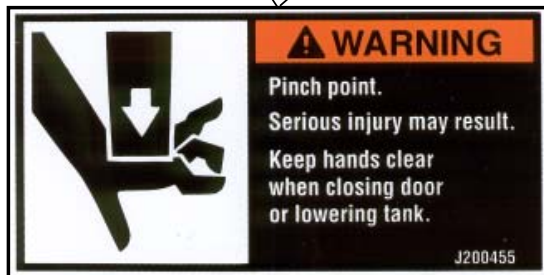 WARNING
Pinch point.
Serious injury may result.
Keep hands clear
when closing door
or lowering tank.
J200455